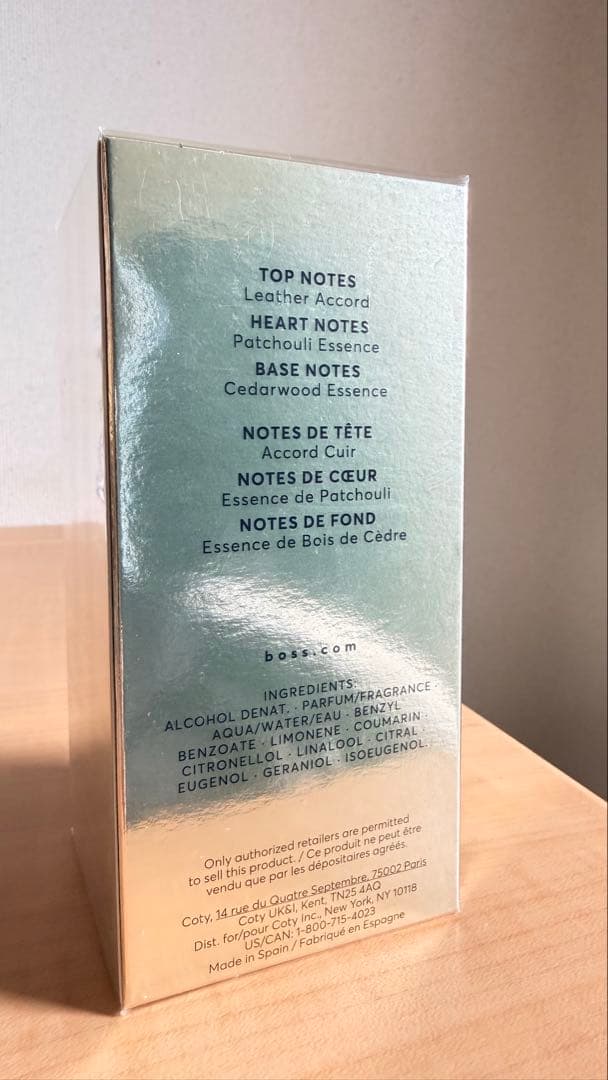 TOP NOTES
Leather Accord
HEART NOTES
Patchouli Essence
BASE NOTES
Cedarwood Essence
NOTES DE TÊTE
Accord Cuir
NOTES DE CŒUR
Essence de Patchouli
NOTES DE FOND
Essence de Bois de Cèdre
boss.com
INGREDIENTS:
ALCOHOL DENAT. · PARFUM/FRAGRANCE ·
AQUA/WATER/EAU · BENZYL
BENZOATE · LIMONENE · COUMARIN ·
CITRONELLOL · LINALOOL · CITRAL ·
EUGENOL · GERANIOL · ISOEUGENOL.
Only authorized retailers are permitted
to sell this product. / Ce produit ne peut être
vendu que par les dépositaires agréés.
Coty, 14 rue du Quatre Septembre, 75002 Paris
Coty UK&I, Kent, TN25 4AQ
Dist. for/pour Coty Inc., New York, NY 10118
US/CAN: 1-800-715-4023
Made in Spain / Fabriqué en Espagne